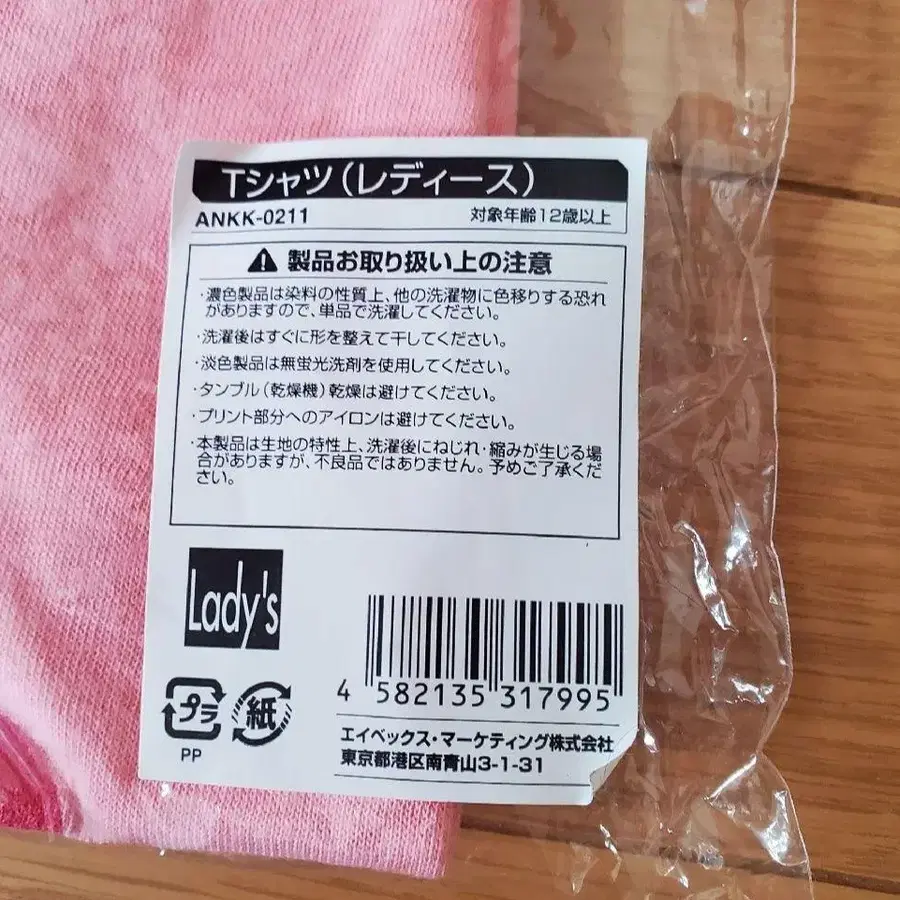 Tシャツ(レディース)
ANKK-0211 対象年齢12歳以上
⚠ 製品お取り扱い上の注意
・濃色製品は染料の性質上、他の洗濯物に色移りする恐れ
がありますので、単品で洗濯してください。
・洗濯後はすぐに形を整えて干してください。
・淡色製品は無蛍光洗剤を使用してください。
・タンブル(乾燥機)乾燥は避けてください。
・プリント部分へのアイロンは避けてください。
・本製品は生地の特性上、洗濯後にねじれ・縮みが生じる場
合がありますが、不良品ではありません。予めご了承くだ
さい。
Lady's
4 582135 317995
プラ 紙
PP
エイベックス・マーケティング株式会社
東京都港区南青山3-1-31